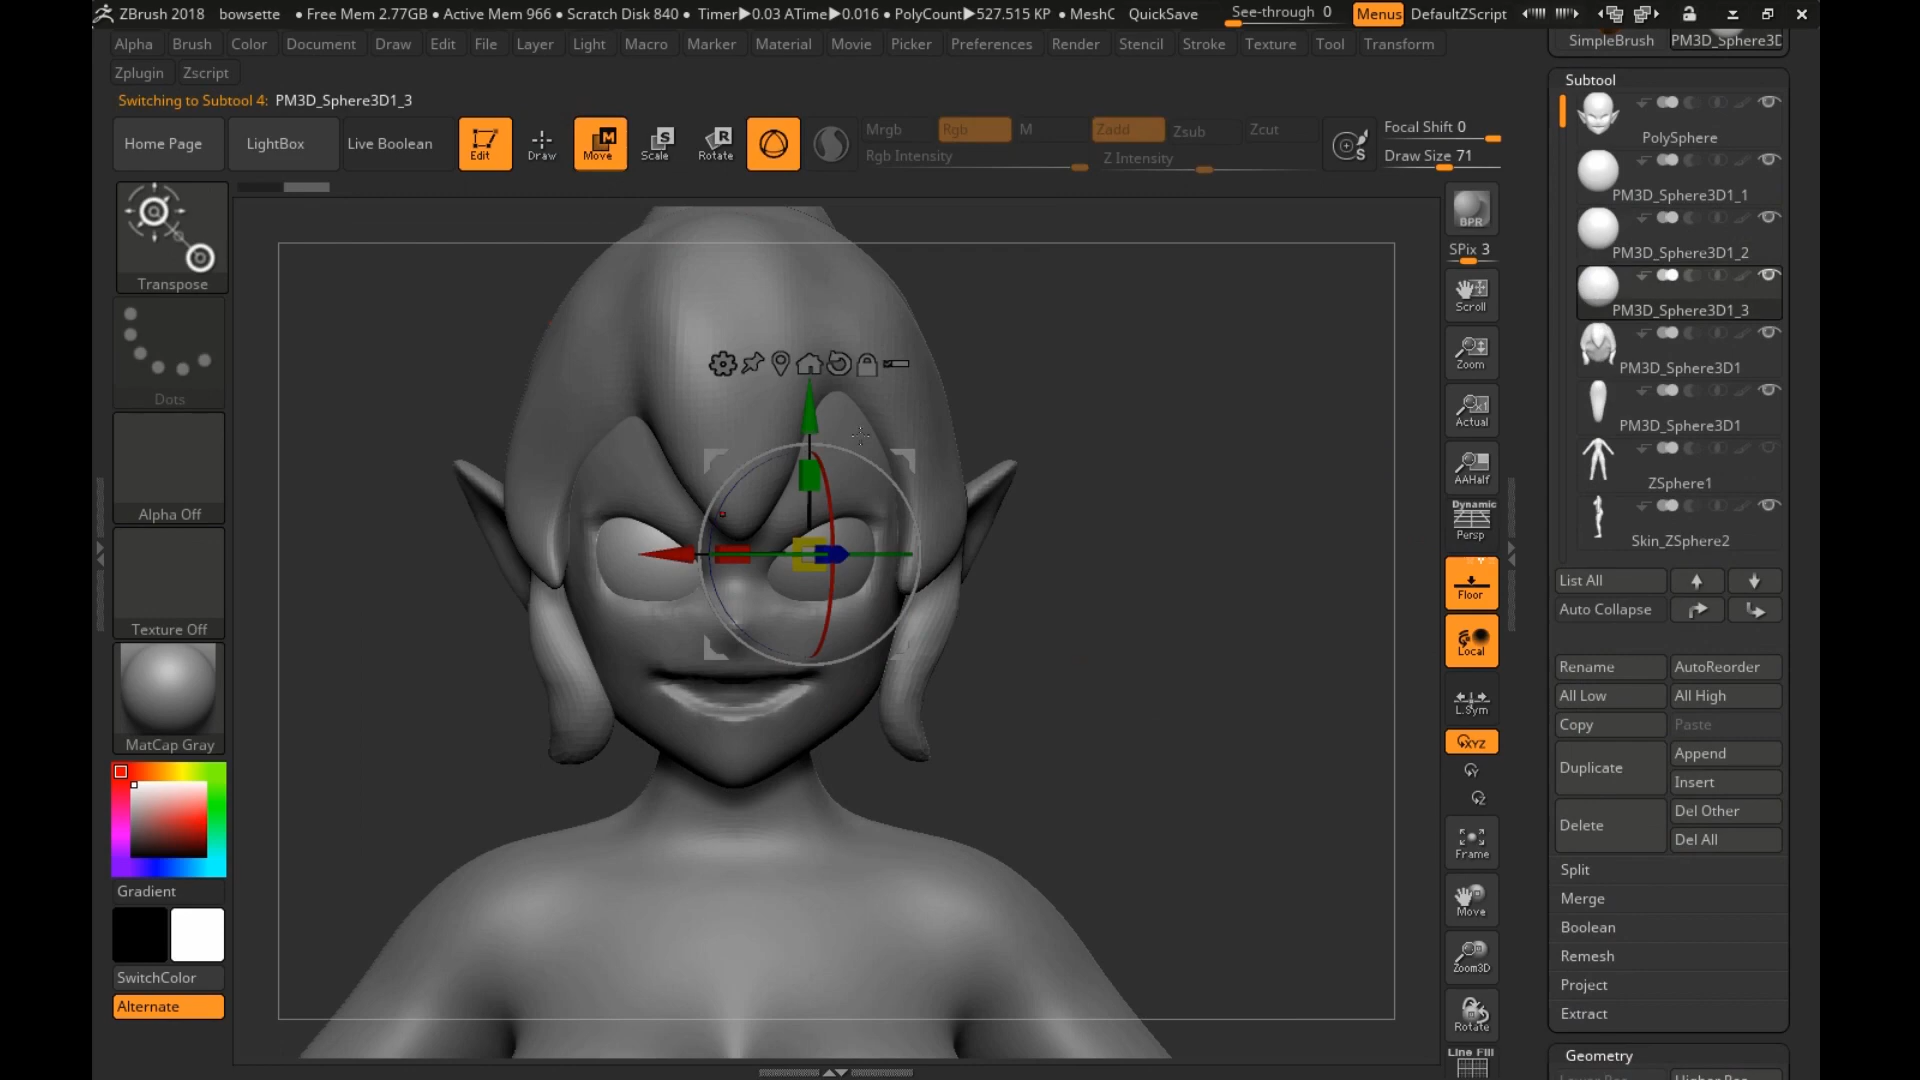 ZBrush 2018 bowsette • Free Mem 2.77GB • Active Mem 966 • Scratch Disk 840 • Timer▶0.03 ATime▶0.016 • PolyCount▶527.515 KP • MeshC QuickSave See-through 0 Menus DefaultZScript
Alpha Brush Color Document Draw Edit File Layer Light Macro Marker Material Movie Picker Preferences Render Stencil Stroke Texture Tool Transform
Zplugin Zscript
Switching to Subtool 4: PM3D_Sphere3D1_3
Home Page LightBox Live Boolean Edit Draw Move Scale Rotate
Mrgb Rgb M Zadd Zsub Zcut
Rgb Intensity Z Intensity
Focal Shift 0
Draw Size 71
Transpose
Dots
Alpha Off
Texture Off
MatCap Gray
Gradient
SwitchColor
Alternate
BPR
SPix 3
Scroll
Zoom
Actual
AAHalf
Dynamic
Persp
Floor
Local
L.Sym
XYZ
Y
Z
Frame
Move
Zoom3D
Rotate
Line Fill
SimpleBrush PM3D_Sphere3D
Subtool
PolySphere
PM3D_Sphere3D1_1
PM3D_Sphere3D1_2
PM3D_Sphere3D1_3
PM3D_Sphere3D1
PM3D_Sphere3D1
ZSphere1
Skin_ZSphere2
List All
Auto Collapse
Rename AutoReorder
All Low All High
Copy Paste
Duplicate Append
Insert
Delete Del Other
Del All
Split
Merge
Boolean
Remesh
Project
Extract
Geometry